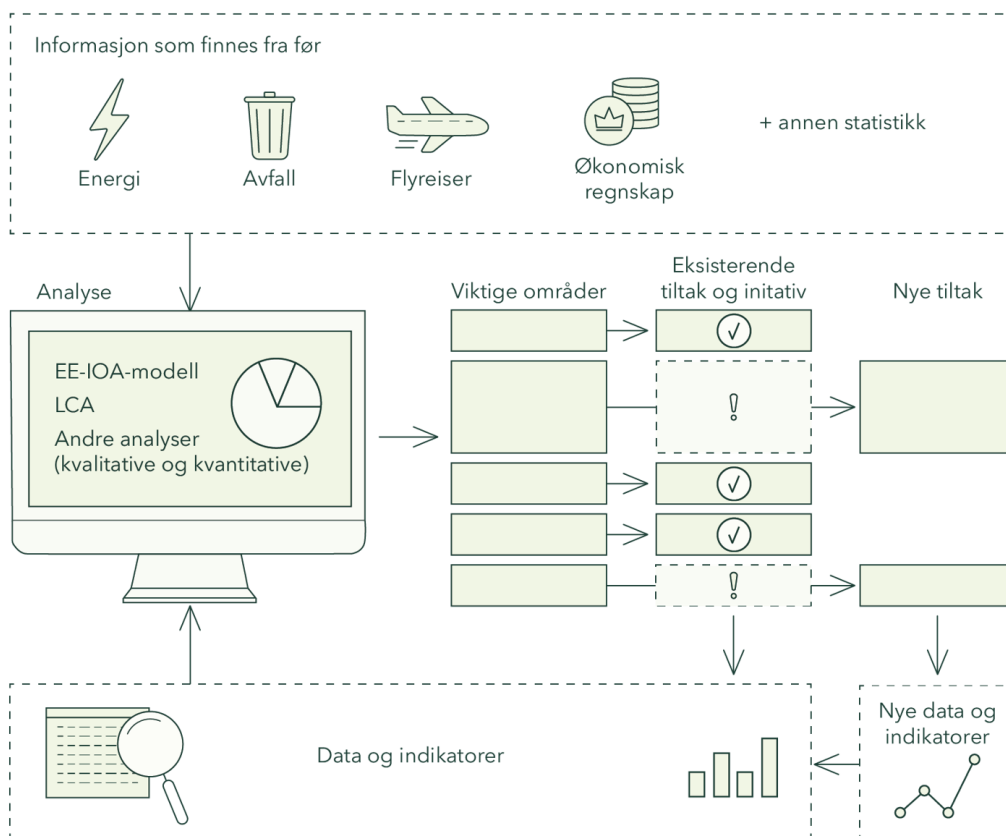 Informasjon som finnes fra før
Energi
Avfall
Flyreiser
Økonomisk
regnskap
+ annen statistikk
Analyse
EE-IOA-modell
LCA
Andre analyser
(kvalitative og kvantitative)
Viktige områder
Eksisterende
tiltak og initativ
Nye tiltak
!
!
Data og indikatorer
Nye data og
indikatorer